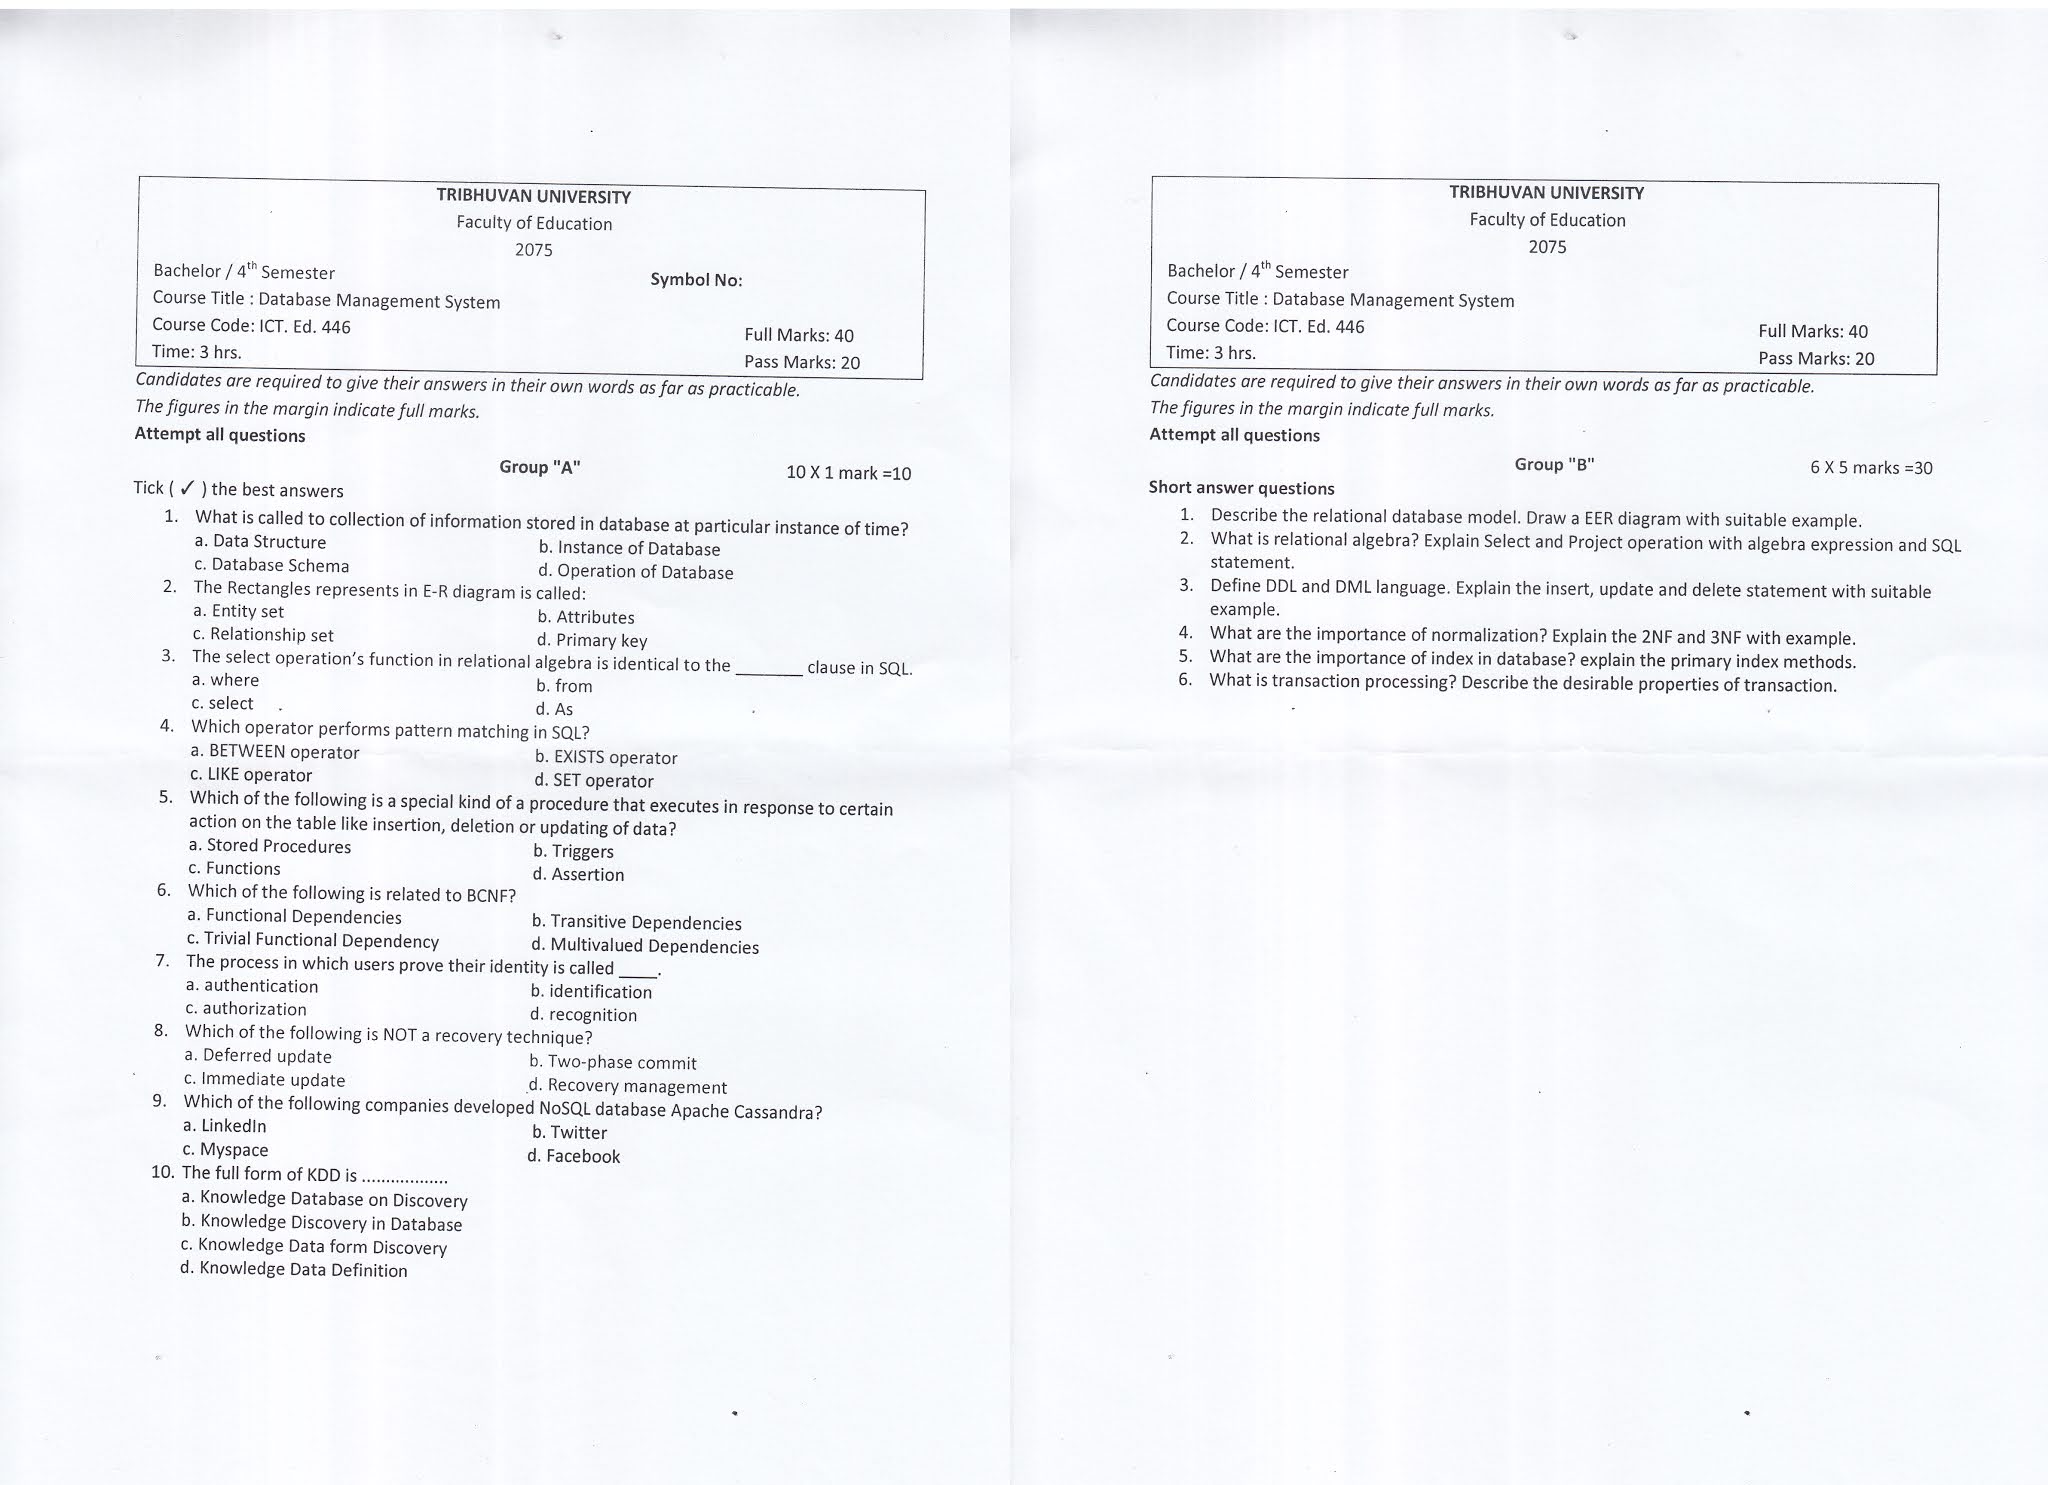 TRIBHUVAN UNIVERSITY
Faculty of Education
2075
Bachelor / 4th Semester
Symbol No:
Course Title : Database Management System
Course Code: ICT. Ed. 446
Full Marks: 40
Time: 3 hrs.
Pass Marks: 20
Candidates are required to give their answers in their own words as far as practicable.
The figures in the margin indicate full marks.
Attempt all questions
Group "A" 10 X 1 mark =10
Tick ( ✓ ) the best answers
1. What is called to collection of information stored in database at particular instance of time?
a. Data Structure b. Instance of Database
c. Database Schema d. Operation of Database
2. The Rectangles represents in E-R diagram is called:
a. Entity set b. Attributes
c. Relationship set d. Primary key
3. The select operation's function in relational algebra is identical to the _______ clause in SQL.
a. where b. from
c. select d. As
4. Which operator performs pattern matching in SQL?
a. BETWEEN operator b. EXISTS operator
c. LIKE operator d. SET operator
5. Which of the following is a special kind of a procedure that executes in response to certain
action on the table like insertion, deletion or updating of data?
a. Stored Procedures b. Triggers
c. Functions d. Assertion
6. Which of the following is related to BCNF?
a. Functional Dependencies b. Transitive Dependencies
c. Trivial Functional Dependency d. Multivalued Dependencies
7. The process in which users prove their identity is called ____.
a. authentication b. identification
c. authorization d. recognition
8. Which of the following is NOT a recovery technique?
a. Deferred update b. Two-phase commit
c. Immediate update d. Recovery management
9. Which of the following companies developed NoSQL database Apache Cassandra?
a. LinkedIn b. Twitter
c. Myspace d. Facebook
10. The full form of KDD is ..................
a. Knowledge Database on Discovery
b. Knowledge Discovery in Database
c. Knowledge Data form Discovery
d. Knowledge Data Definition
TRIBHUVAN UNIVERSITY
Faculty of Education
2075
Bachelor / 4th Semester
Course Title : Database Management System
Course Code: ICT. Ed. 446
Full Marks: 40
Time: 3 hrs.
Pass Marks: 20
Candidates are required to give their answers in their own words as far as practicable.
The figures in the margin indicate full marks.
Attempt all questions
Group "B" 6 X 5 marks =30
Short answer questions
1. Describe the relational database model. Draw a EER diagram with suitable example.
2. What is relational algebra? Explain Select and Project operation with algebra expression and SQL
statement.
3. Define DDL and DML language. Explain the insert, update and delete statement with suitable
example.
4. What are the importance of normalization? Explain the 2NF and 3NF with example.
5. What are the importance of index in database? explain the primary index methods.
6. What is transaction processing? Describe the desirable properties of transaction.